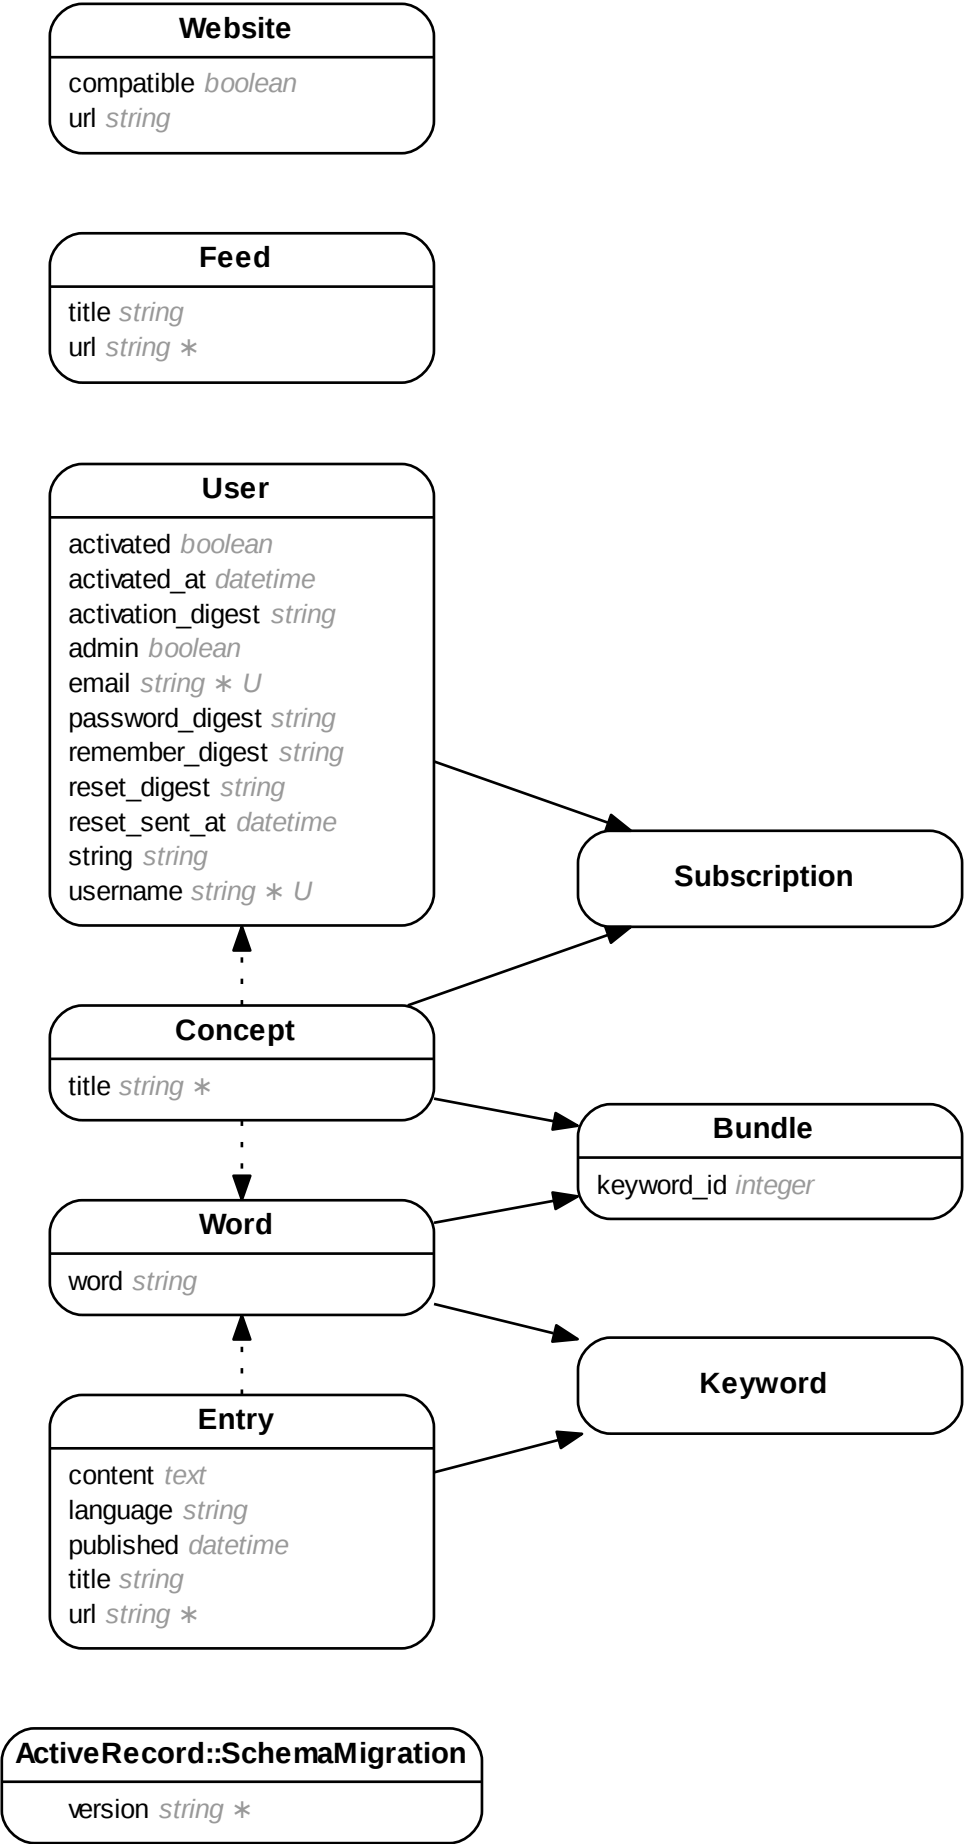 Website
compatible boolean
url string
Feed
title string
url string ∗
User
activated boolean
activated_at datetime
activation_digest string
admin boolean
email string ∗ U
password_digest string
remember_digest string
reset_digest string
reset_sent_at datetime
string string
username string ∗ U
Subscription
Concept
title string ∗
Bundle
keyword_id integer
Word
word string
Keyword
Entry
content text
language string
published datetime
title string
url string ∗
ActiveRecord::SchemaMigration
version string ∗